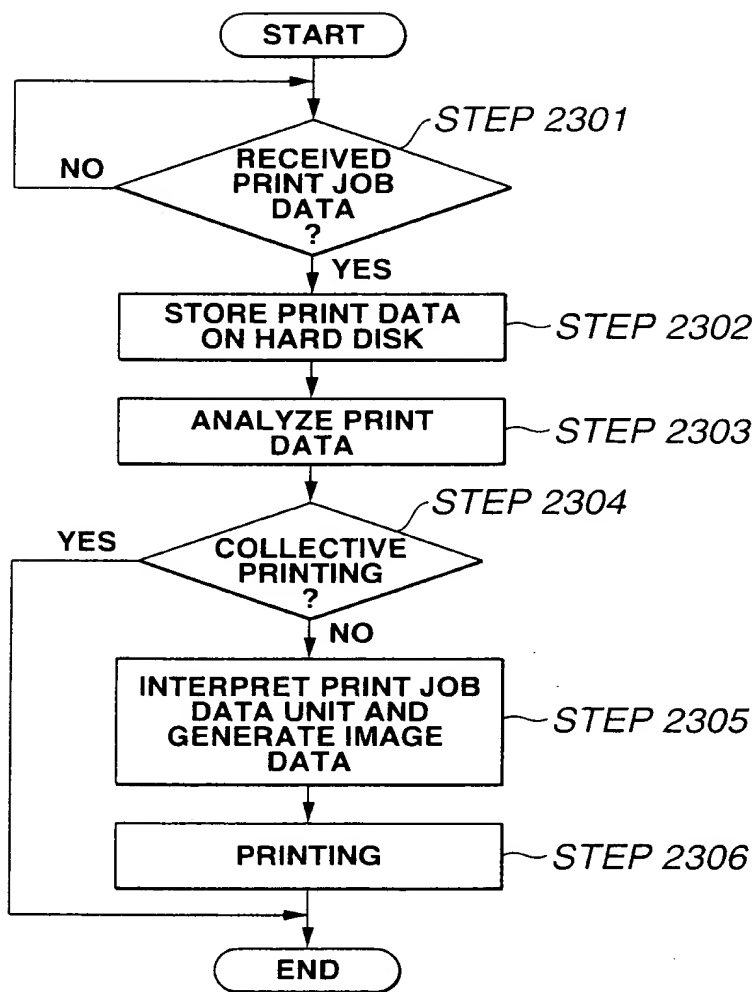 START
STEP 2301
RECEIVED
PRINT JOB
DATA
?
NO
YES
STORE PRINT DATA
ON HARD DISK
STEP 2302
ANALYZE PRINT
DATA
STEP 2303
STEP 2304
YES
COLLECTIVE
PRINTING
?
NO
INTERPRET PRINT JOB
DATA UNIT AND
GENERATE IMAGE
DATA
STEP 2305
PRINTING
STEP 2306
END